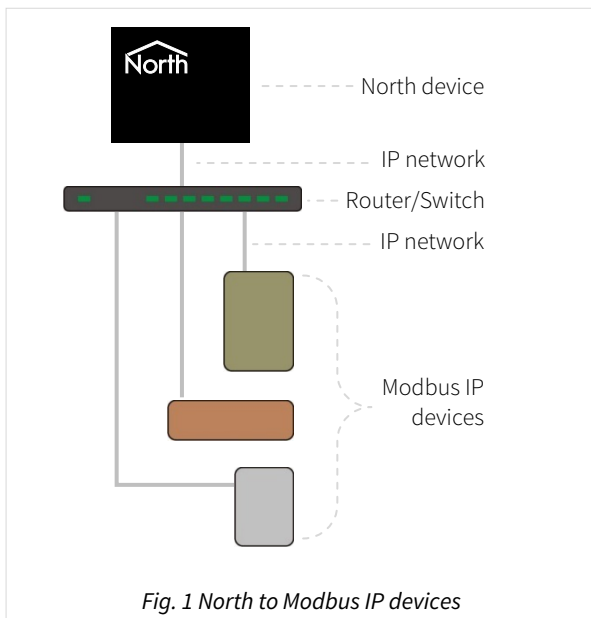 North
North device
IP network
Router/Switch
IP network
Modbus IP
devices
Fig. 1 North to Modbus IP devices